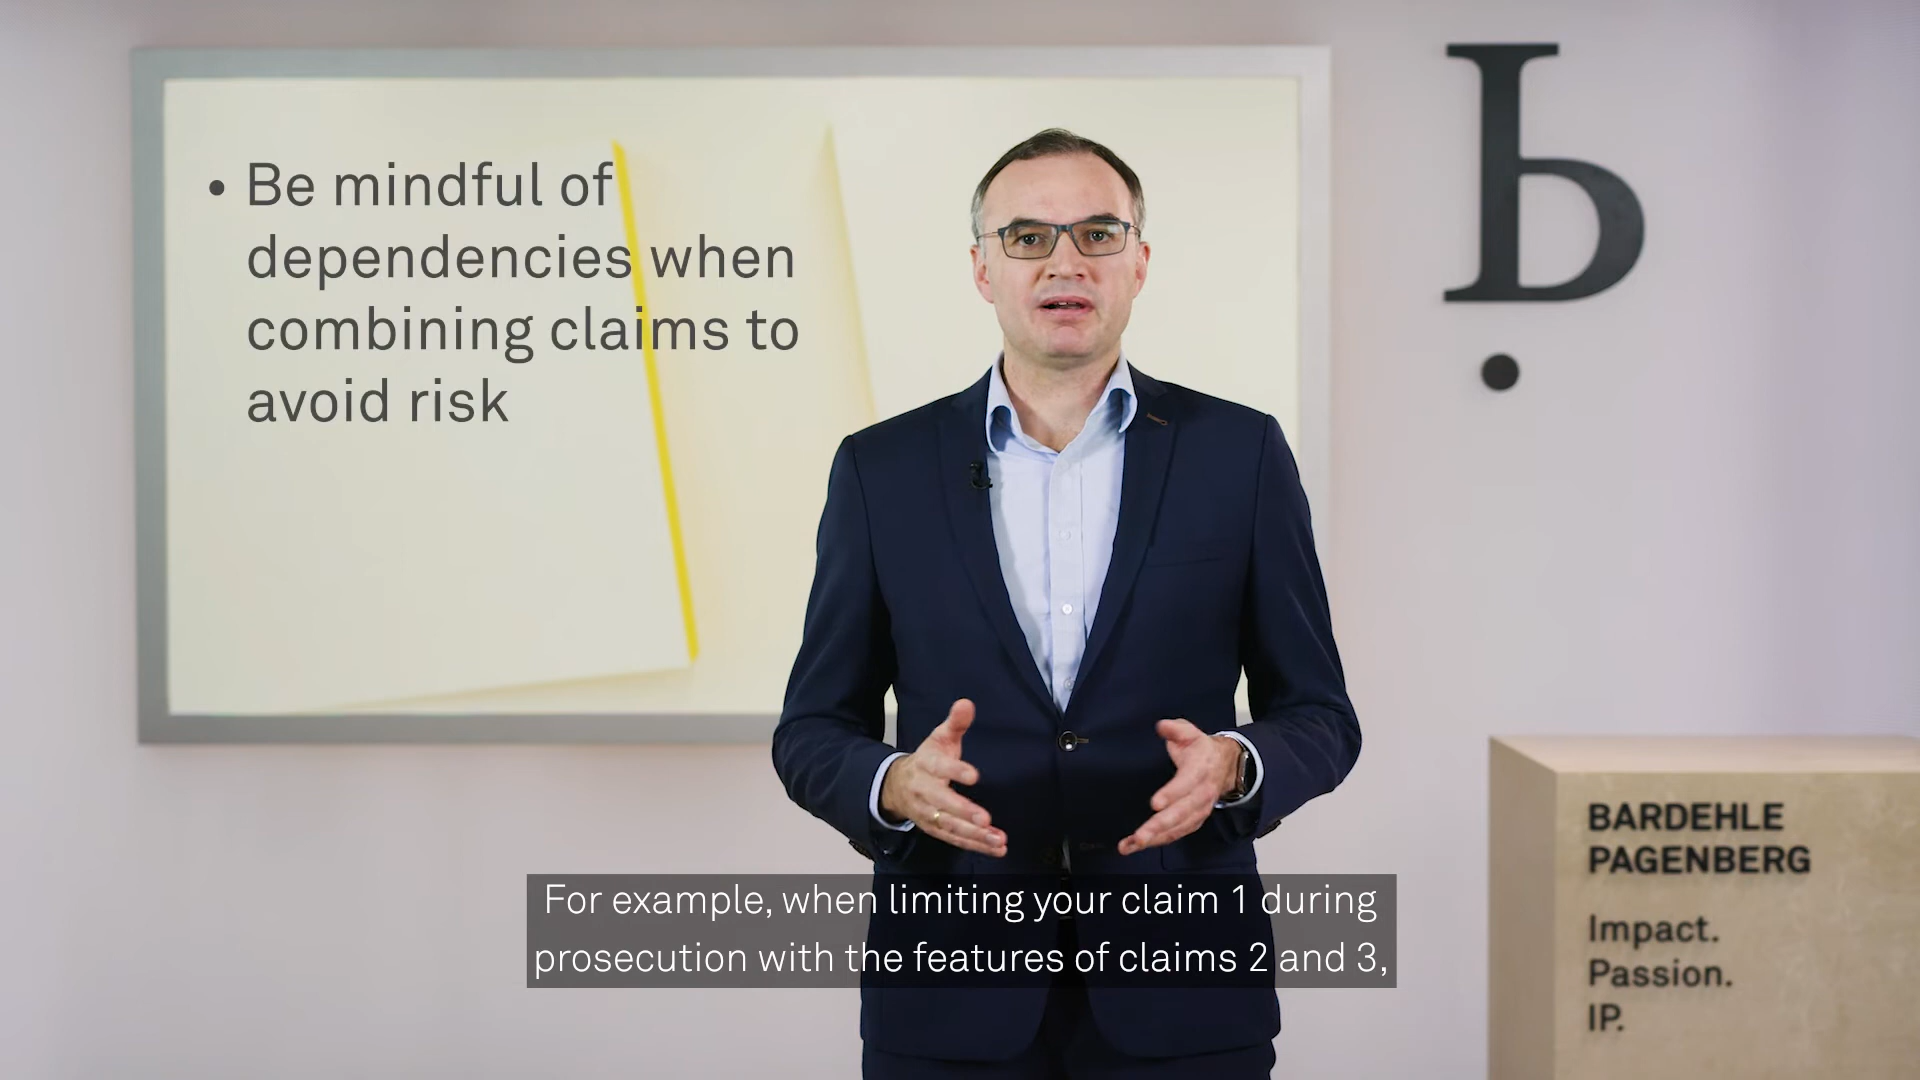 • Be mindful of
dependencies when
combining claims to
avoid risk
b
BARDEHLE
PAGENBERG
Impact.
Passion.
IP.
For example, when limiting your claim 1 during
prosecution with the features of claims 2 and 3,